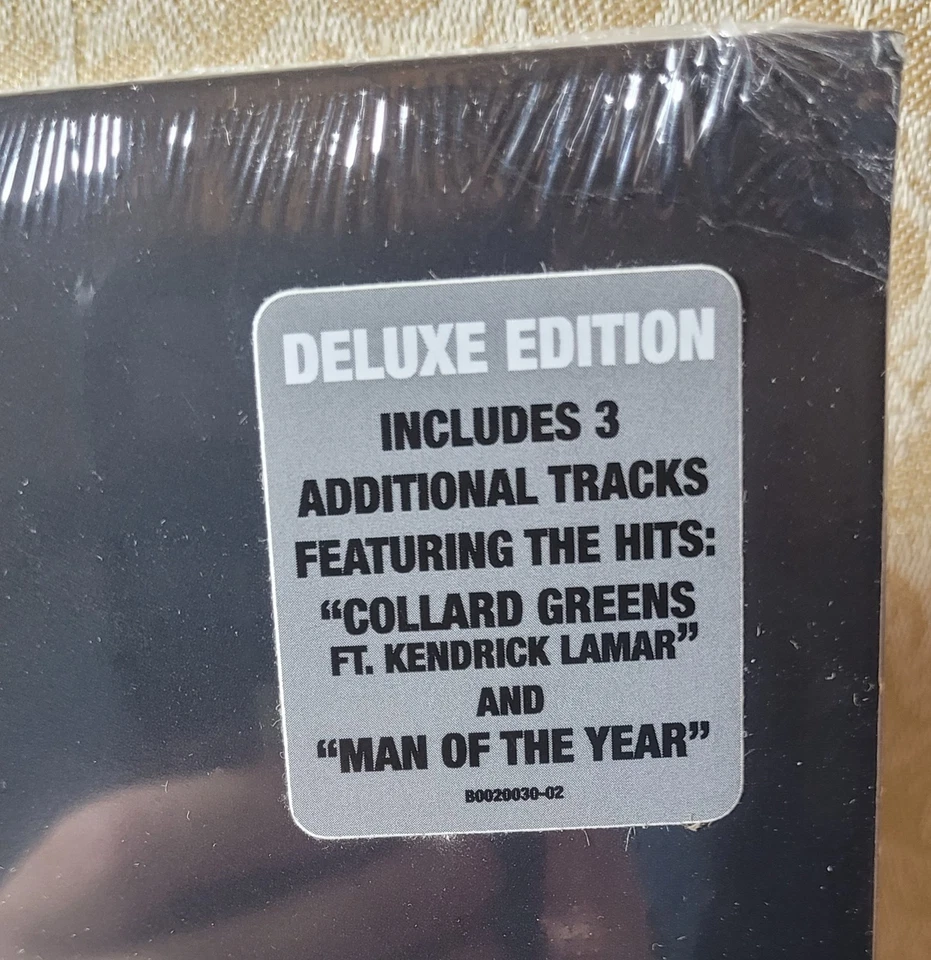 DELUXE EDITION
INCLUDES 3
ADDITIONAL TRACKS
FEATURING THE HITS:
“COLLARD GREENS
FT. KENDRICK LAMAR”
AND
“MAN OF THE YEAR”
B0020030-02